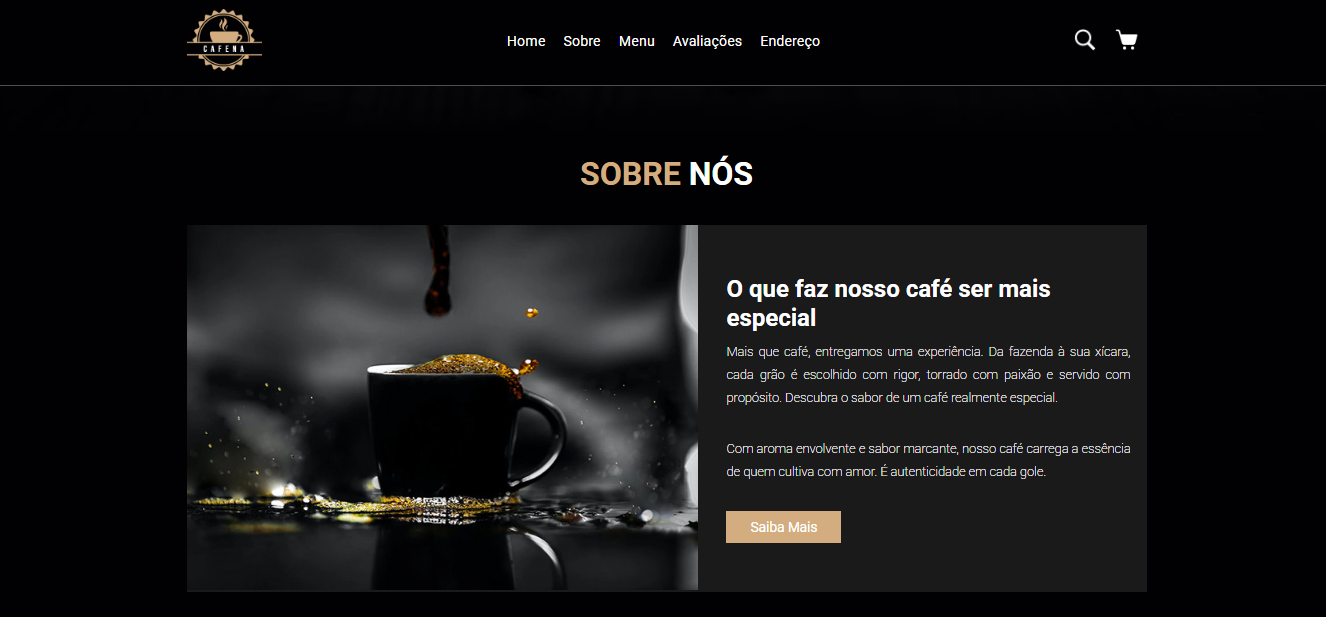 CAFENA
Home Sobre Menu Avaliações Endereço
SOBRE NÓS
O que faz nosso café ser mais
especial
Mais que café, entregamos uma experiência. Da fazenda à sua xícara,
cada grão é escolhido com rigor, torrado com paixão e servido com
propósito. Descubra o sabor de um café realmente especial.
Com aroma envolvente e sabor marcante, nosso café carrega a essência
de quem cultiva com amor. É autenticidade em cada gole.
Saiba Mais